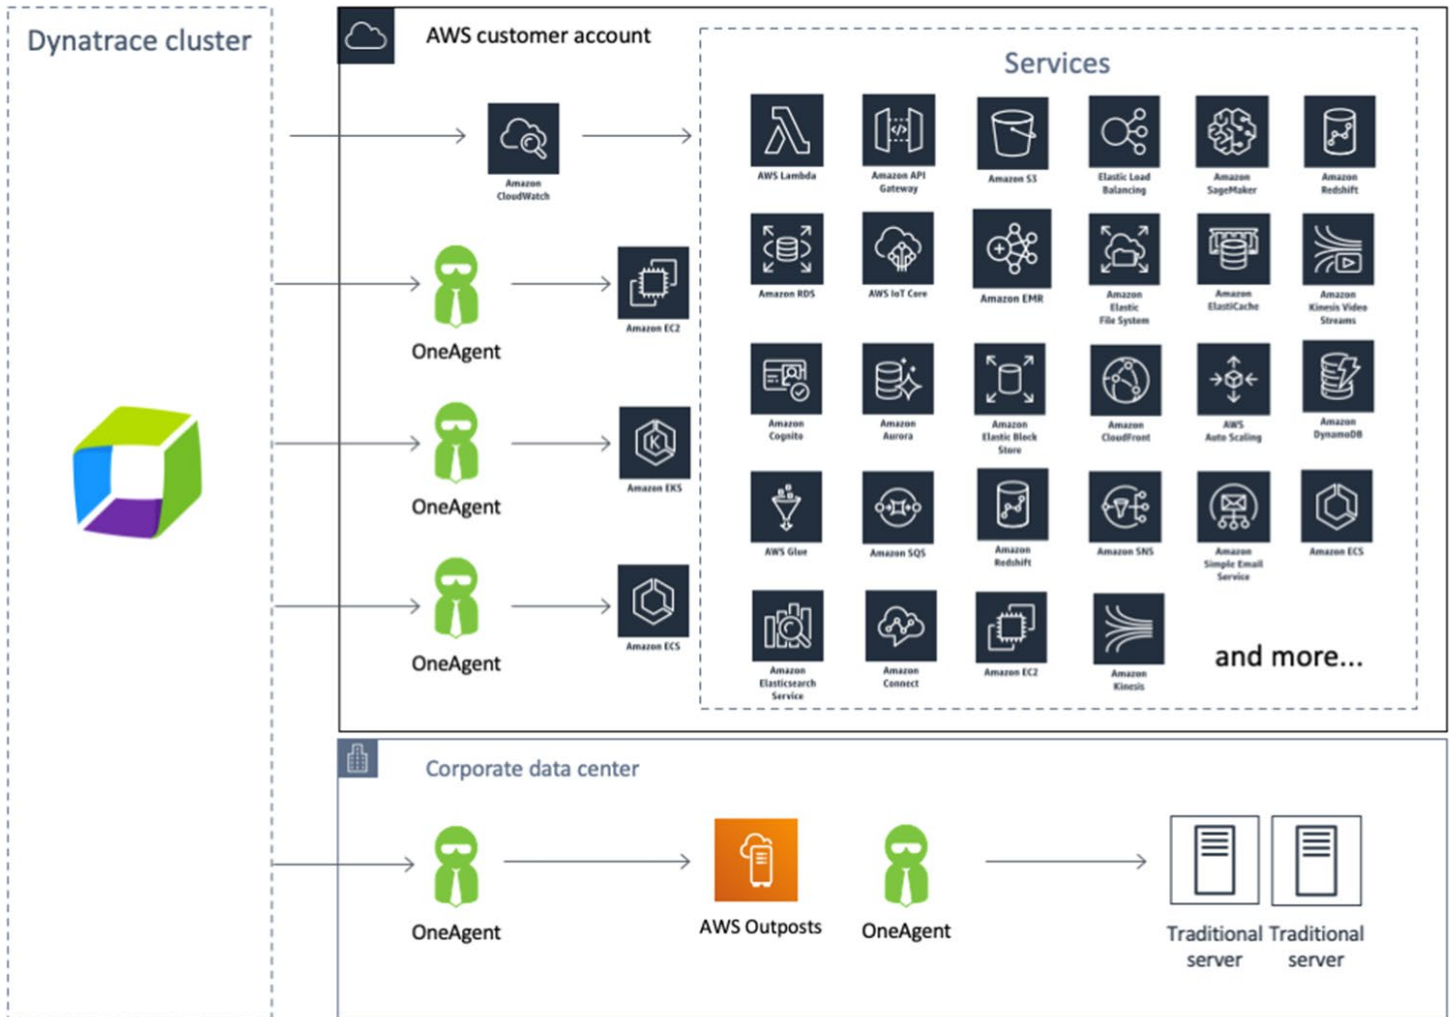 Dynatrace cluster
AWS customer account
Services
Amazon
CloudWatch
AWS Lambda
Amazon API
Gateway
Amazon S3
Elastic Load
Balancing
Amazon
SageMaker
Amazon
Redshift
OneAgent
Amazon EC2
Amazon RDS
AWS IoT Core
Amazon EMR
Amazon
Elastic
File System
Amazon
ElastiCache
Amazon
Kinesis Video
Streams
OneAgent
Amazon EKS
Amazon
Cognito
Amazon
Aurora
Amazon
Elastic Block
Store
Amazon
CloudFront
AWS
Auto Scaling
Amazon
DynamoDB
AWS Glue
Amazon SQS
Amazon
Redshift
Amazon SNS
Amazon
Simple Email
Service
Amazon ECS
OneAgent
Amazon ECS
Amazon
Elasticsearch
Service
Amazon
Connect
Amazon EC2
Amazon
Kinesis
and more...
Corporate data center
OneAgent
AWS Outposts
OneAgent
Traditional
server
Traditional
server